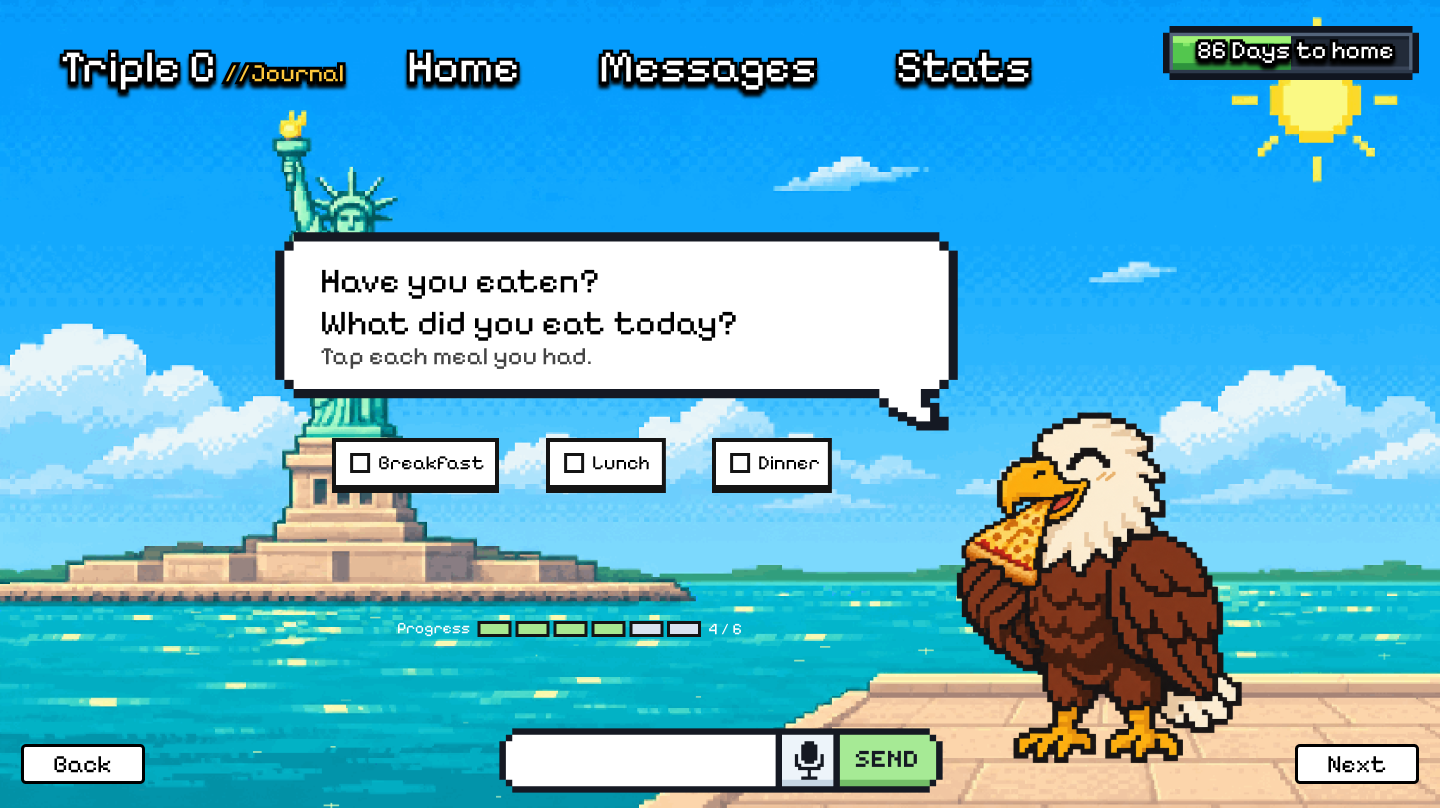 Triple C //Journal Home Messages Stats
86 Days to home
Have you eaten?
What did you eat today?
Tap each meal you had.
Breakfast Lunch Dinner
Progress 4/6
Back SEND Next